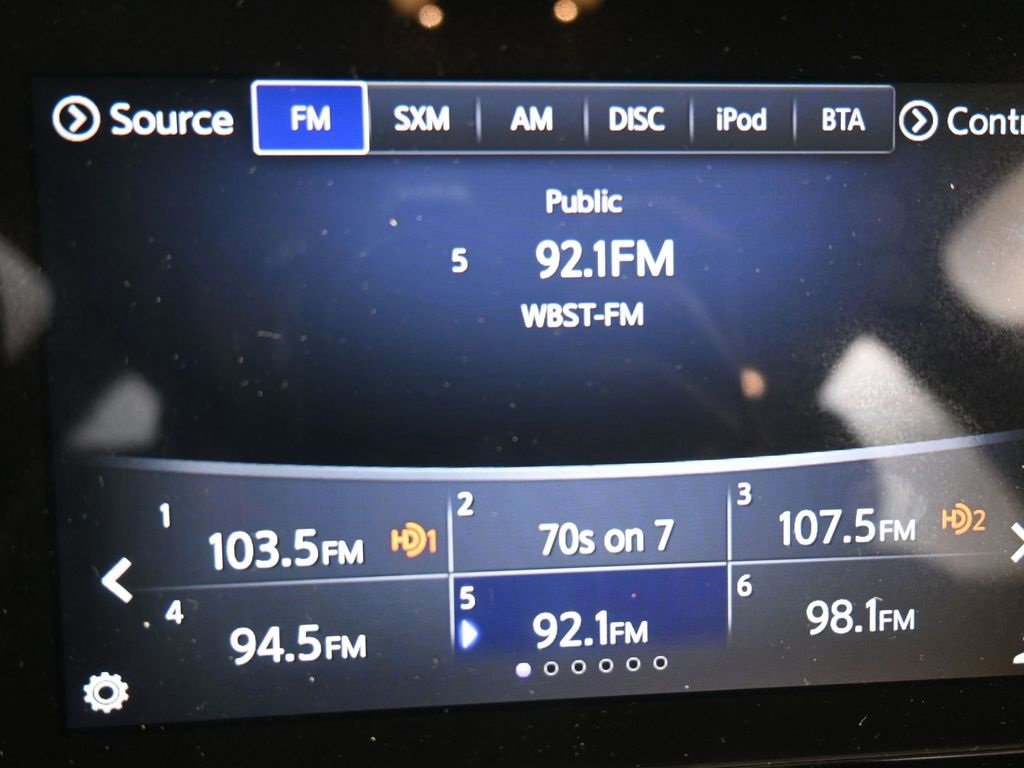 Source FM SXM AM DISC iPod BTA Contr
Public
5 92.1FM
WBST-FM
1 103.5FM HD1 2 70s on 7 3 107.5FM HD2
4 94.5FM 5 92.1FM 6 98.1FM